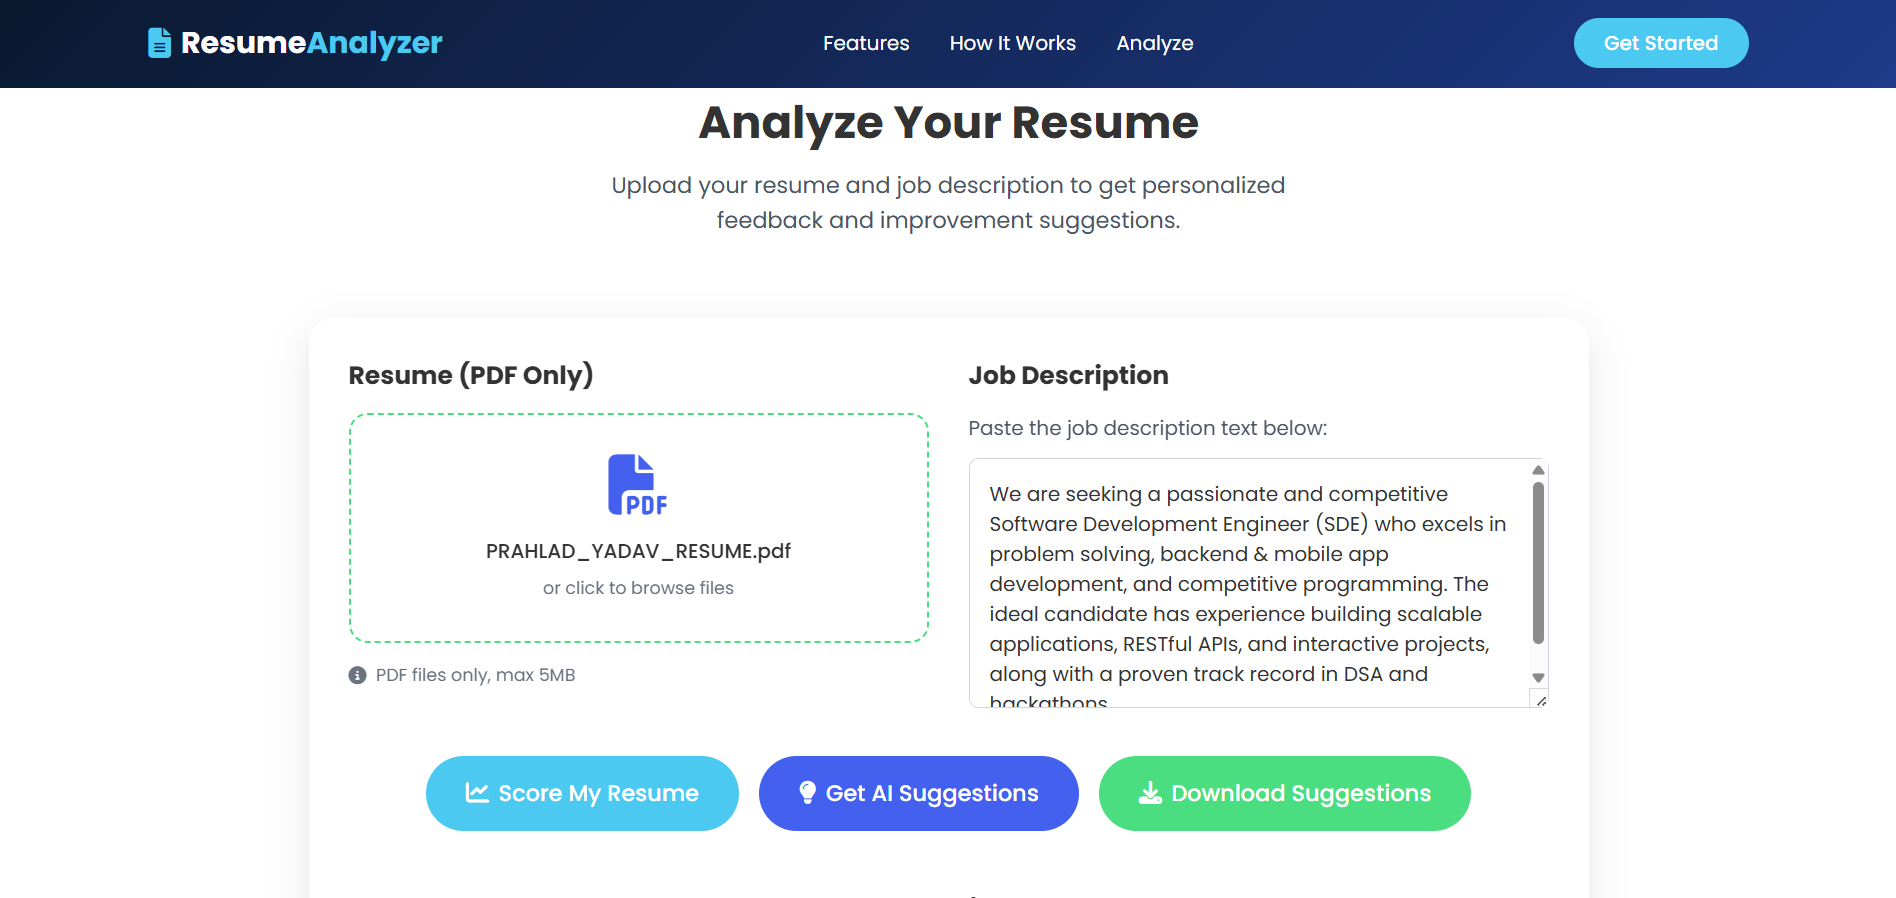 ResumeAnalyzer
Features
How It Works
Analyze
Get Started
Analyze Your Resume
Upload your resume and job description to get personalized
feedback and improvement suggestions.
Resume (PDF Only)
PDF
PRAHLAD_YADAV_RESUME.pdf
or click to browse files
PDF files only, max 5MB
Job Description
Paste the job description text below:
We are seeking a passionate and competitive
Software Development Engineer (SDE) who excels in
problem solving, backend & mobile app
development, and competitive programming. The
ideal candidate has experience building scalable
applications, RESTful APIs, and interactive projects,
along with a proven track record in DSA and
hackathons
Score My Resume
Get AI Suggestions
Download Suggestions